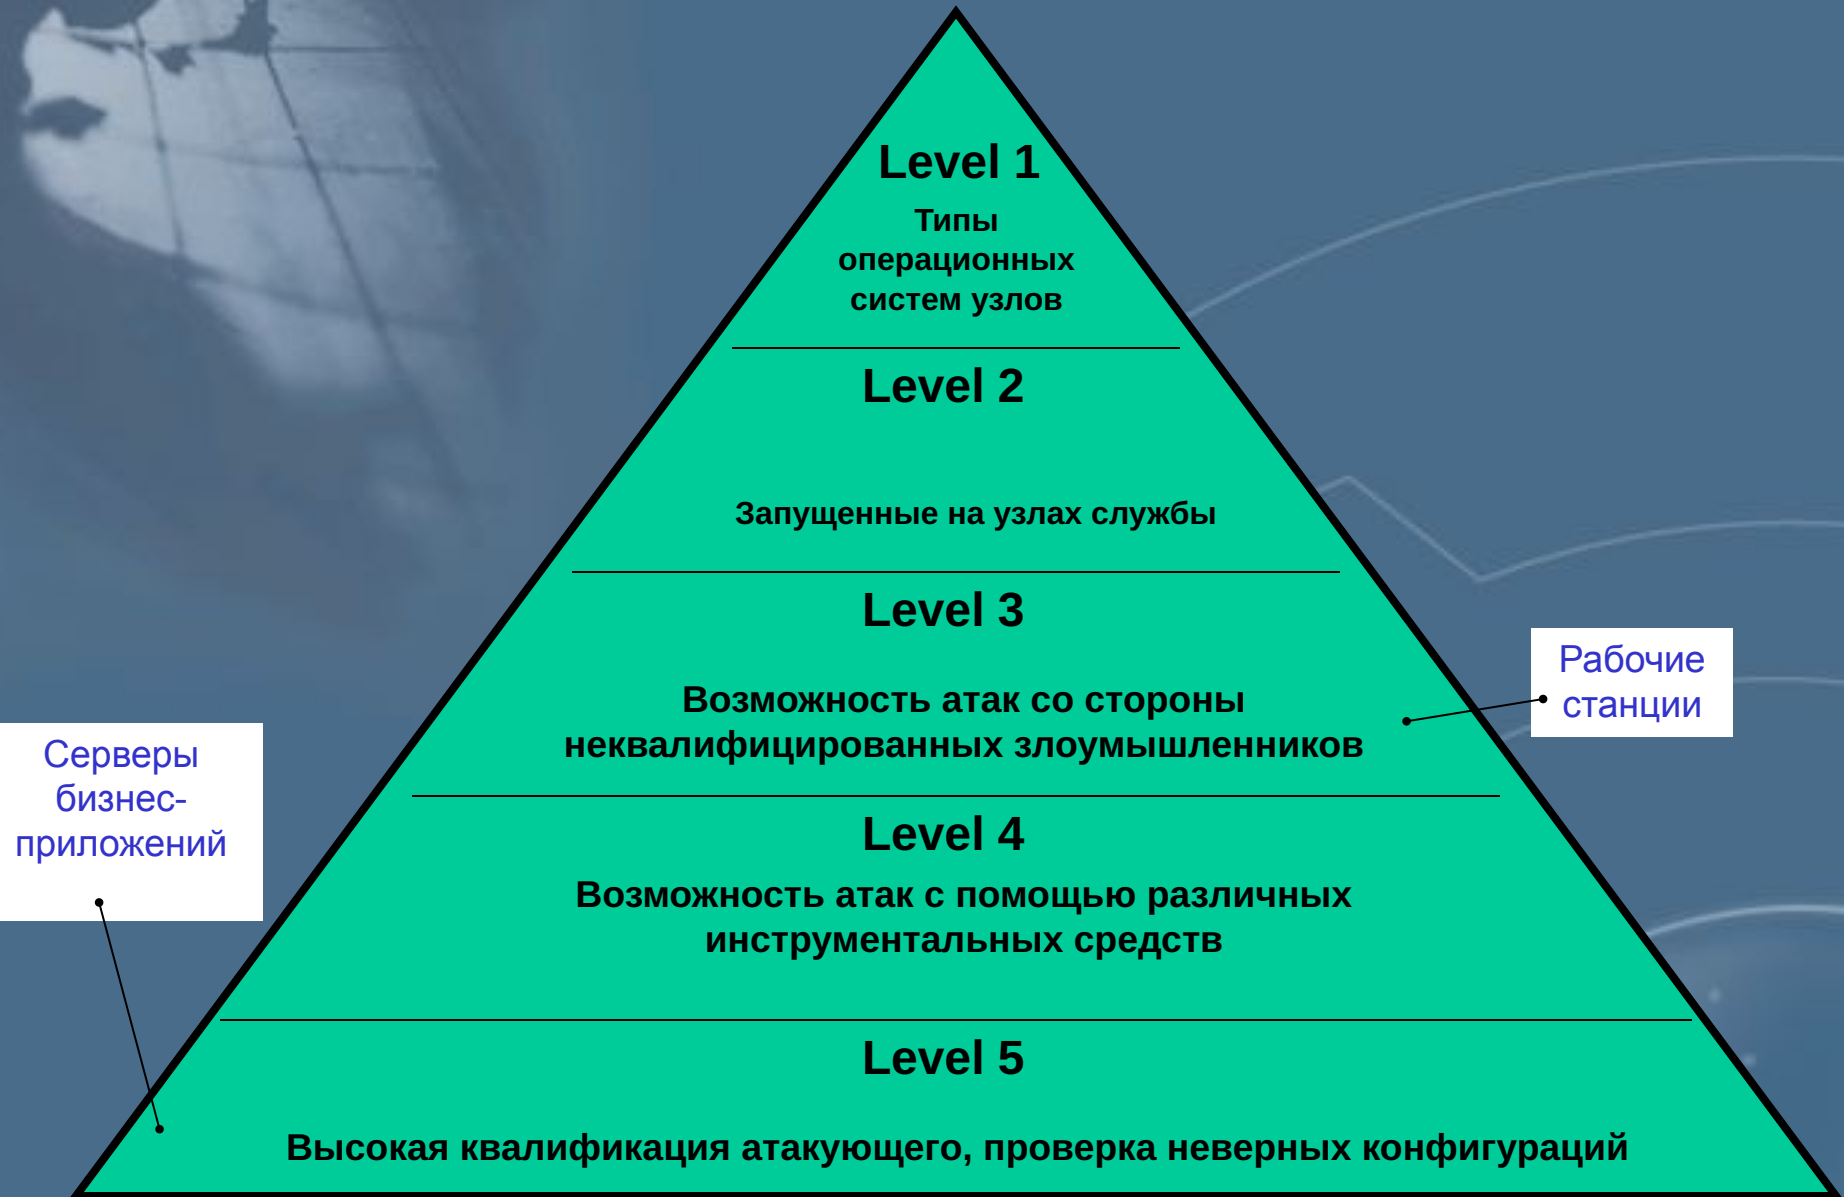 Level 1
Типы
операционных
систем узлов
Level 2
Запущенные на узлах службы
Level 3
Возможность атак со стороны
неквалифицированных злоумышленников
Рабочие
станции
Серверы
бизнес-
приложений
Level 4
Возможность атак с помощью различных
инструментальных средств
Level 5
Высокая квалификация атакующего, проверка неверных конфигураций